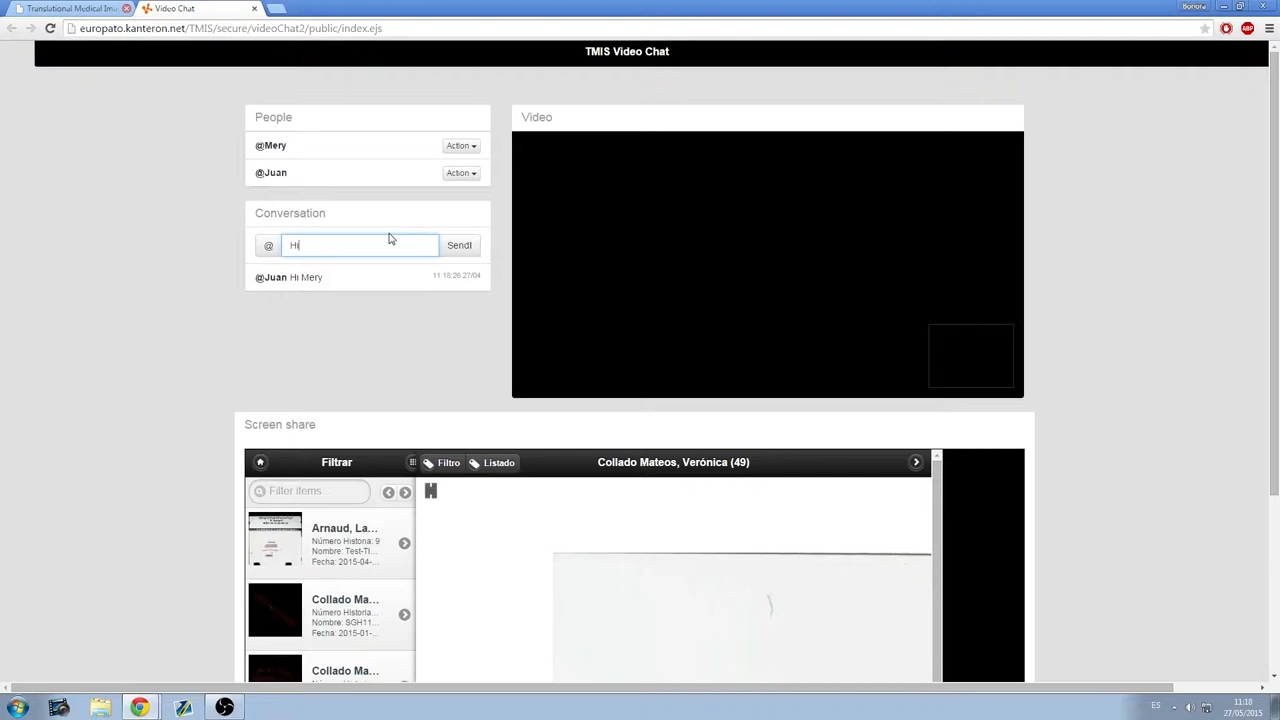 Translational Medical Ima
Video Chat
Bonora
europato.kanteron.net/TMIS/secure/videoChat2/public/index.ejs
ABP
TMIS Video Chat
People
@Mery
Action
@Juan
Action
Conversation
@
Hi
Send!
@Juan Hi Mery
11:18:26 27/04
Video
Screen share
Filtrar
Filtro
Listado
Collado Mateos, Verónica (49)
Filter items...
Arnaud, La...
Número Historia: 9
Nombre: Test-TI...
Fecha: 2015-04-...
Collado Ma...
Número Historia...
Nombre: SGH11...
Fecha: 2015-01-...
Collado Ma...
ES
11:18
27/05/2015